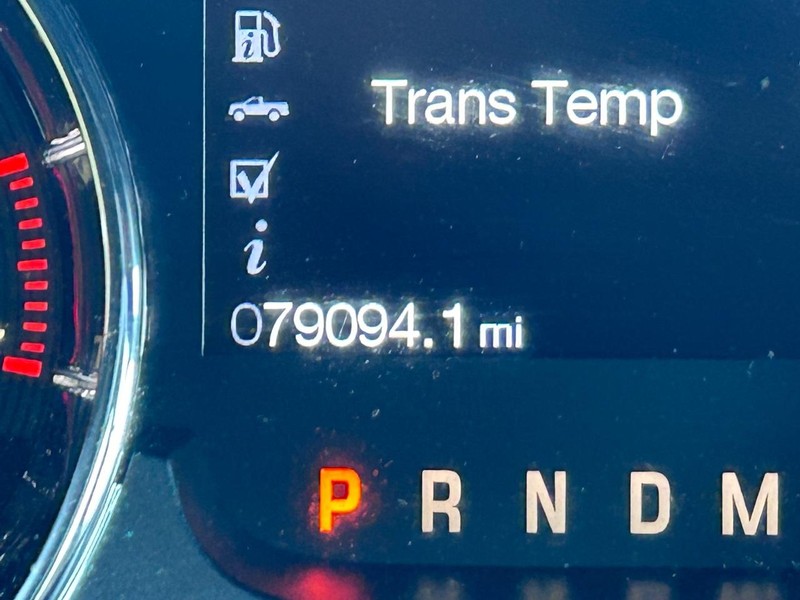 Trans Temp
i
079094.1 mi
P R N D M